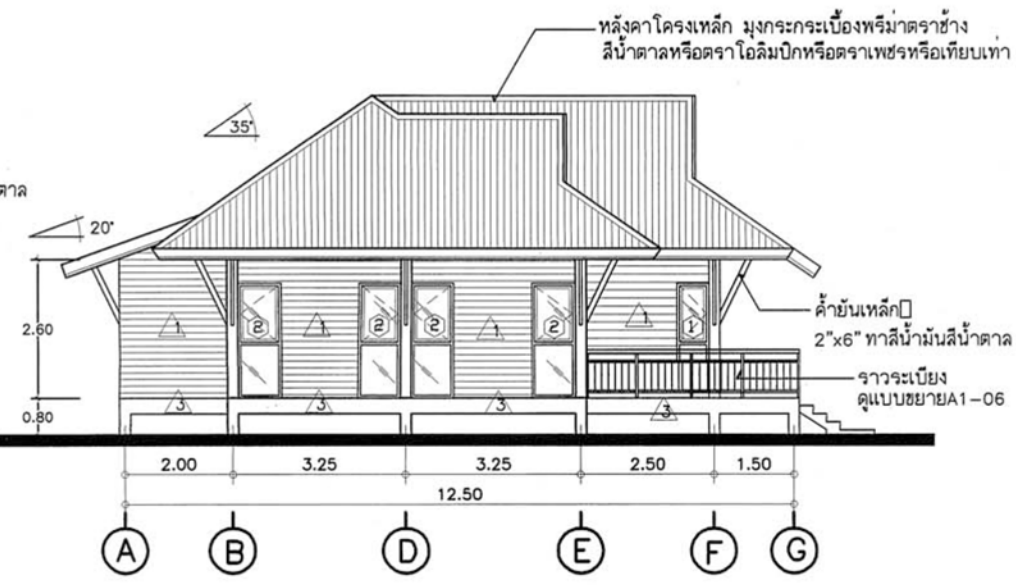 หลังคาโครงเหล็ก มุงกระกระเบื้องพรีม่าตราช้าง
สีน้ำตาลหรือตราโอลิมปิกหรือตราเพชรหรือเทียบเท่า
35°
ตาล
20°
2.60
1
2
1
2
2
1
2
1
1
ค้ำยันเหล็ก
2"x6" ทาสีน้ำมันสีน้ำตาล
ราวระเบียง
ดูแบบขยายA1-06
0.80
3
3
3
3
2.00
3.25
3.25
2.50
1.50
12.50
A
B
D
E
F
G